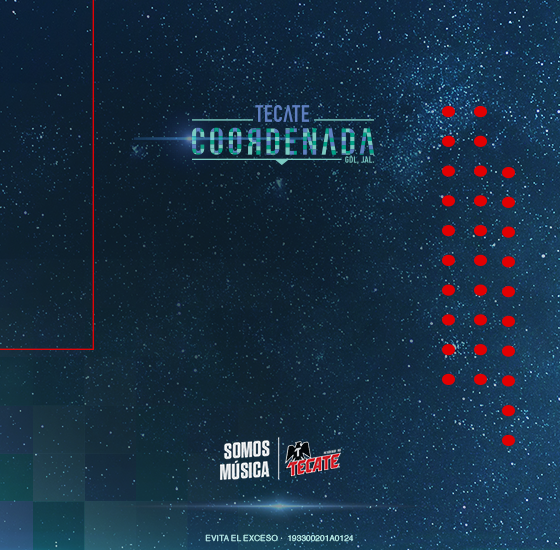 TECATE
COORDENADA
GDL, JAL.
SOMOS
MÚSICA
TECATE
EVITA EL EXCESO · 193300201A0124